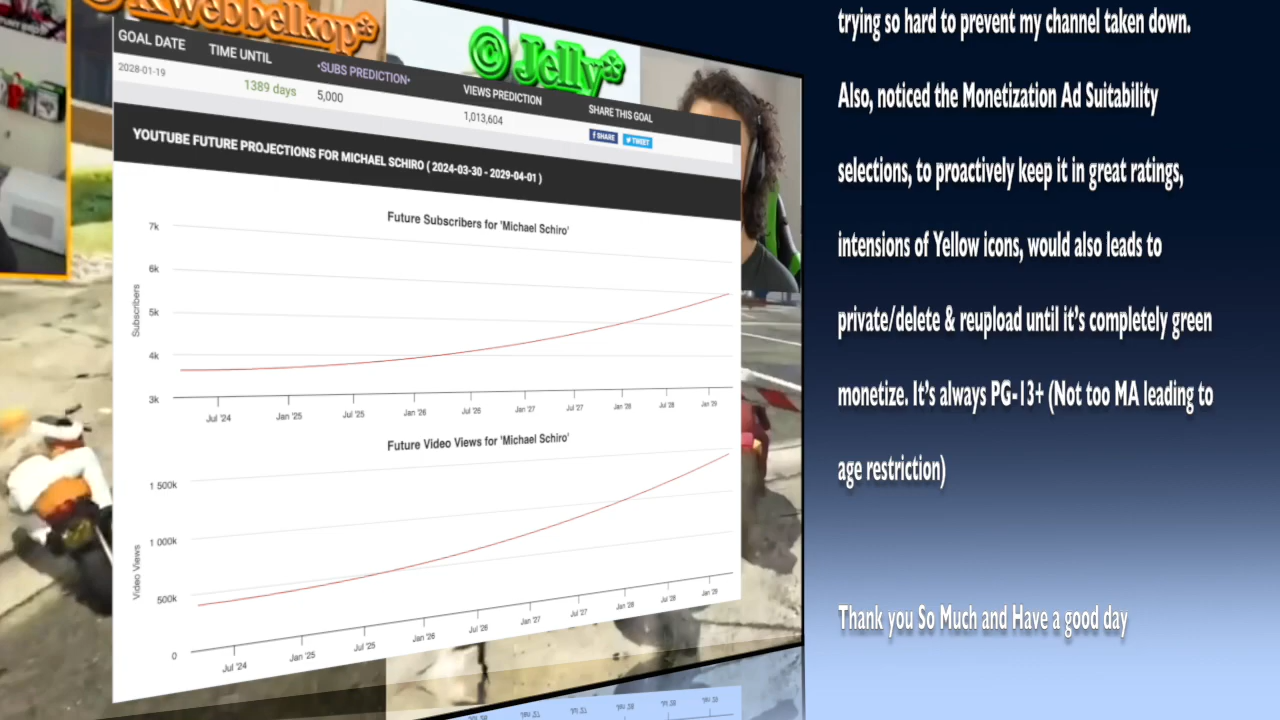 © Kwebbelkop*
© Jelly*
GOAL DATE TIME UNTIL *SUBS PREDICTION* VIEWS PREDICTION SHARE THIS GOAL
2028-01-19 1389 days 5,000 1,013,604 SHARE TWEET
YOUTUBE FUTURE PROJECTIONS FOR MICHAEL SCHIRO ( 2024-03-30 - 2029-04-01 )
Future Subscribers for 'Michael Schiro'
7k
6k
5k
4k
3k
Subscribers
Jul '24 Jan '25 Jul '25 Jan '26 Jul '26 Jan '27 Jul '27 Jan '28 Jul '28 Jan '29
Future Video Views for 'Michael Schiro'
1 500k
1 000k
500k
0
Video Views
Jul '24 Jan '25 Jul '25 Jan '26 Jul '26 Jan '27 Jul '27 Jan '28 Jul '28 Jan '29
trying so hard to prevent my channel taken down.
Also, noticed the Monetization Ad Suitability
selections, to proactively keep it in great ratings,
intensions of Yellow icons, would also leads to
private/delete & reupload until it's completely green
monetize. It's always PG-13+ (Not too MA leading to
age restriction)
Thank you So Much and Have a good day